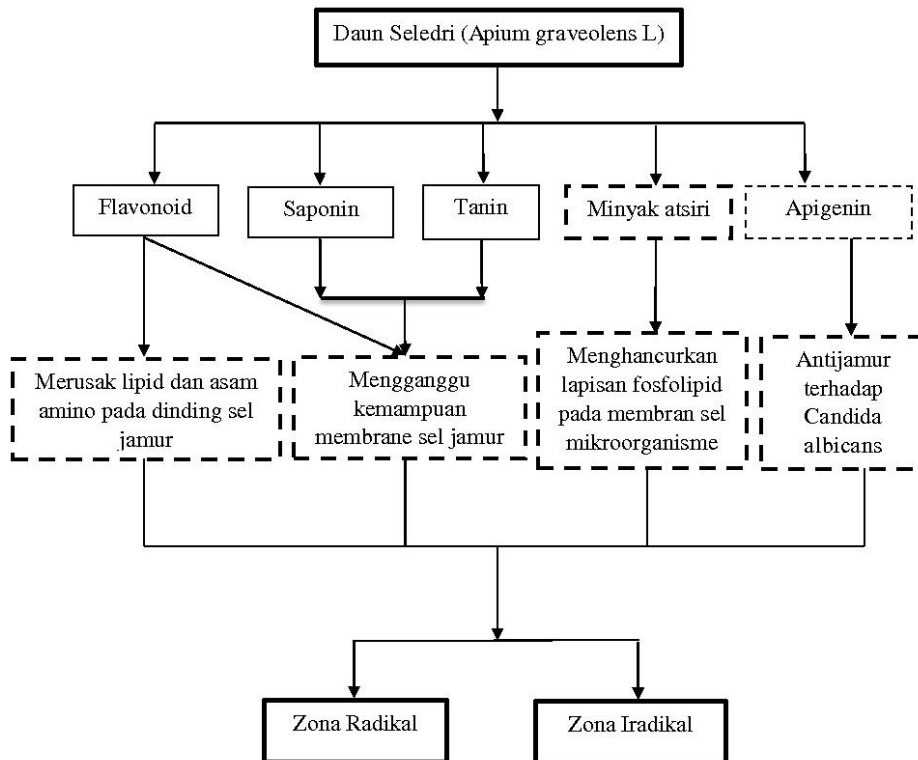 Daun Seledri (Apium graveolens L)
Flavonoid
Saponin
Tanin
Minyak atsiri
Apigenin
Merusak lipid dan asam
amino pada dinding sel
jamur
Mengganggu
kemampuan
membrane sel jamur
Menghancurkan
lapisan fosfolipid
pada membran sel
mikroorganisme
Antijamur
terhadap
Candida
albicans
Zona Radikal
Zona Iradikal